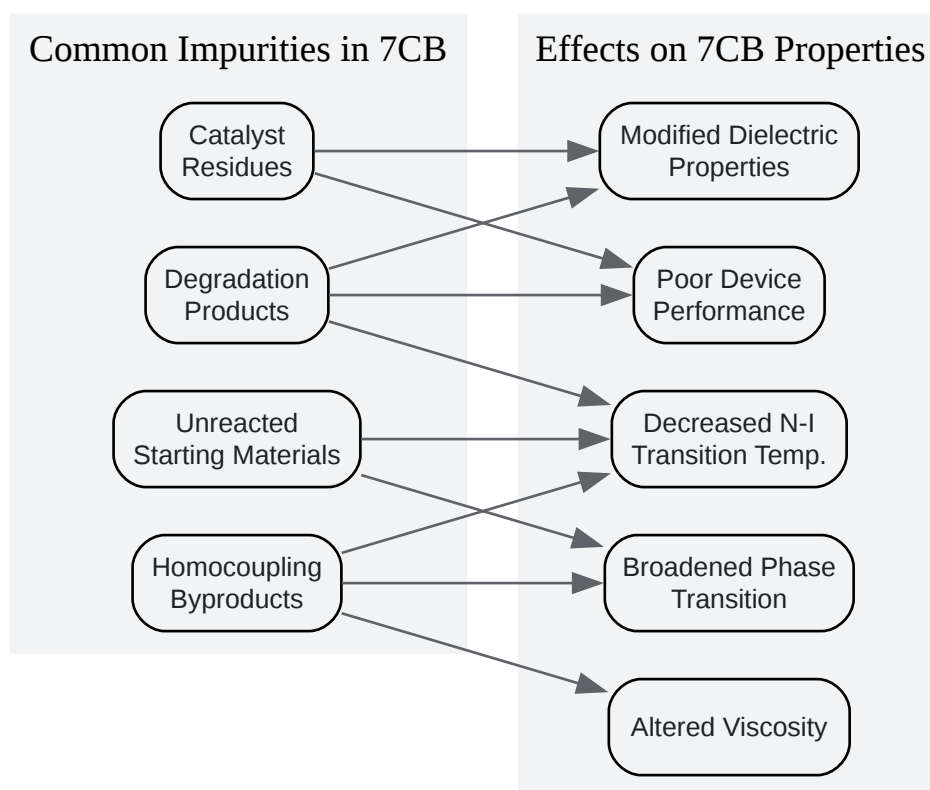 Common Impurities in 7CB
Catalyst
Residues
Degradation
Products
Unreacted
Starting Materials
Homocoupling
Byproducts
Effects on 7CB Properties
Modified Dielectric
Properties
Poor Device
Performance
Decreased N-I
Transition Temp.
Broadened Phase
Transition
Altered Viscosity